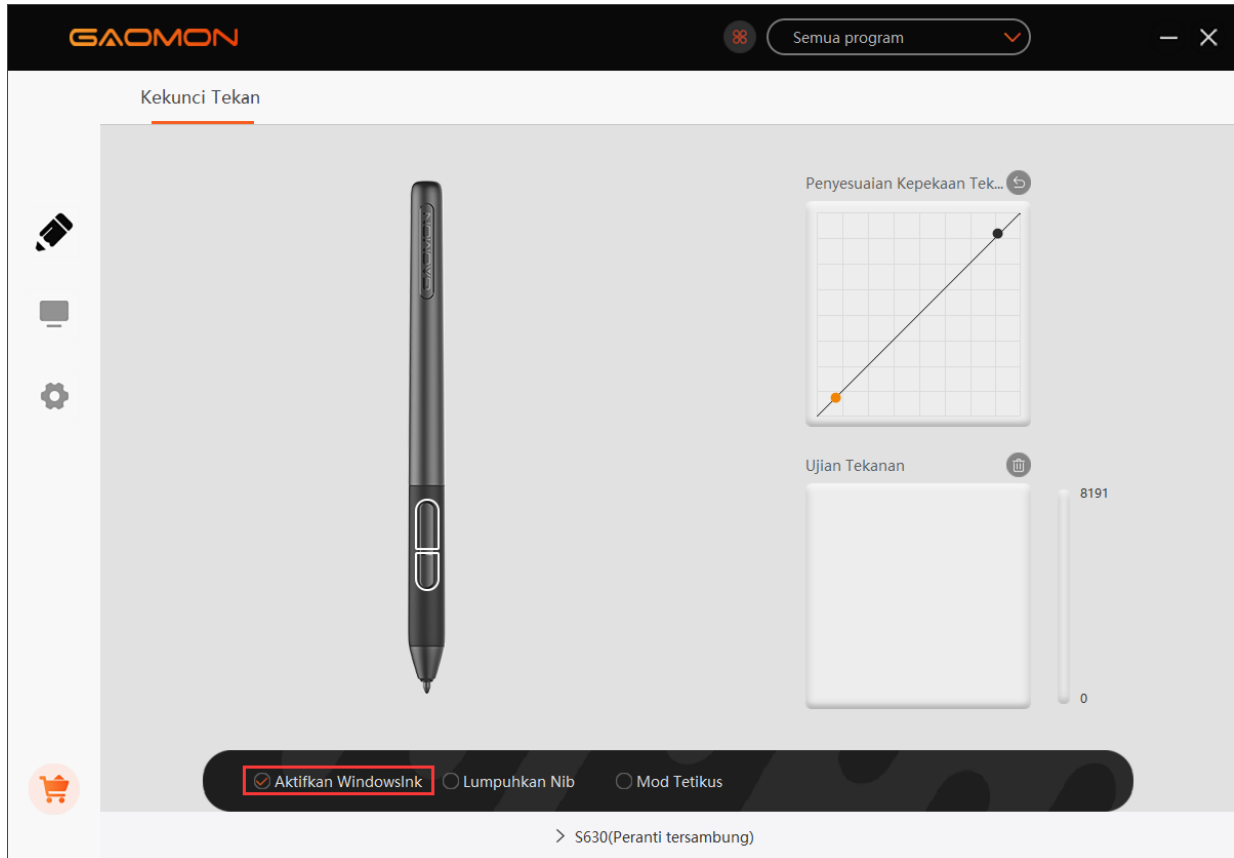 GAOMON
Semua program
Kekunci Tekan
GAOMON
Penyesuaian Kepekaan Tek...
Ujian Tekanan
8191
0
Aktifkan WindowsInk
Lumpuhkan Nib
Mod Tetikus
S630(Peranti tersambung)